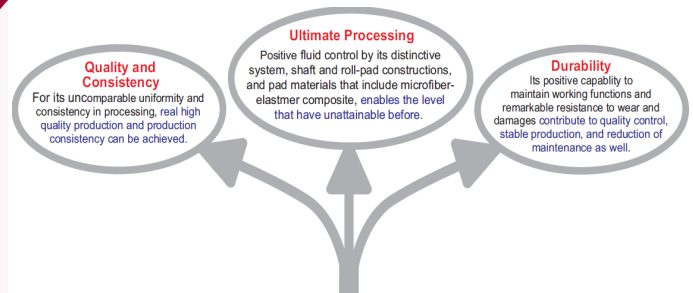 Quality and
Consistency
For its uncomparable uniformity and
consistency in processing, real high
quality production and production
consistency can be achieved.
Ultimate Processing
Positive fluid control by its distinctive
system, shaft and roll-pad constructions,
and pad materials that include microfiber-
elastmer composite, enables the level
that have unattainable before.
Durability
Its positive capablity to
maintain working functions and
remarkable resistance to wear and
damages contribute to quality control,
stable production, and reduction of
maintenance as well.